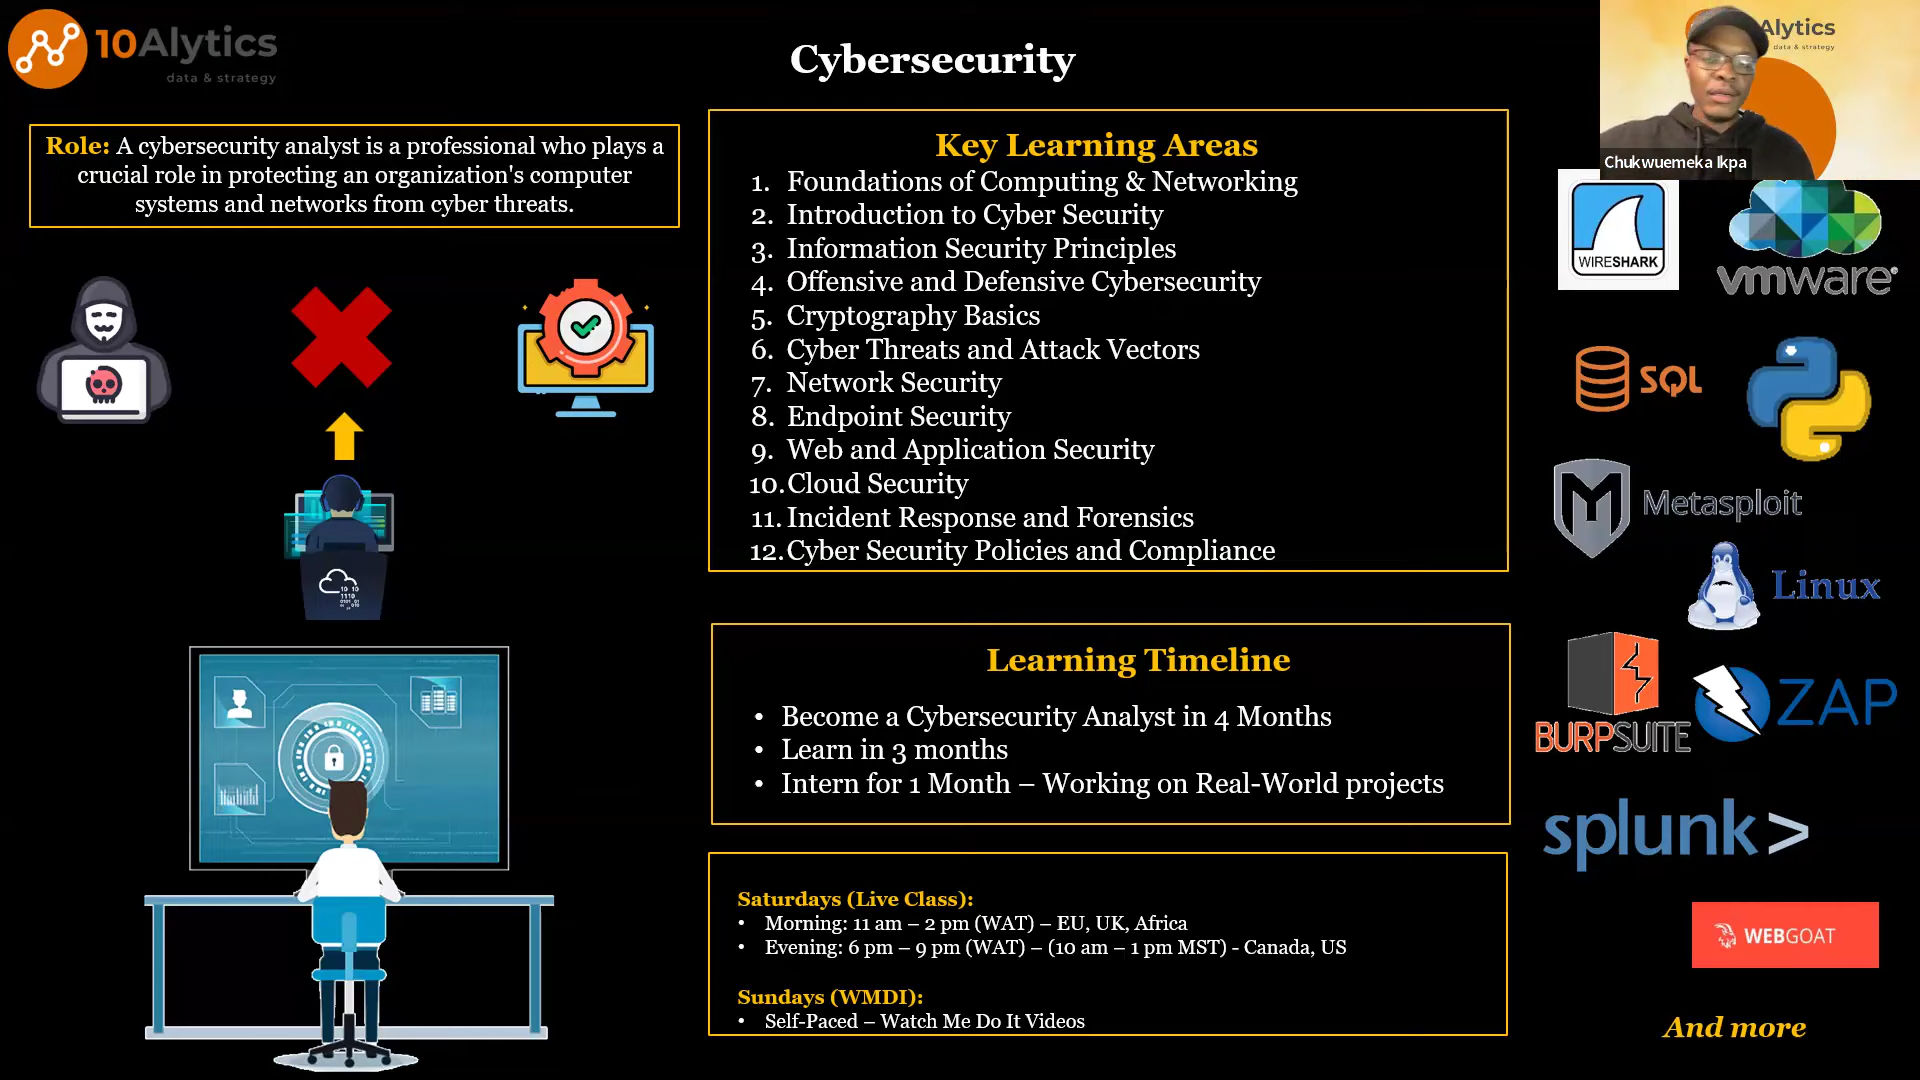 10Alytics
data & strategy
Cybersecurity
Alytics
data & strategy
Chukwuemeka Ikpa
Role: A cybersecurity analyst is a professional who plays a
crucial role in protecting an organization's computer
systems and networks from cyber threats.
Key Learning Areas
1. Foundations of Computing & Networking
2. Introduction to Cyber Security
3. Information Security Principles
4. Offensive and Defensive Cybersecurity
5. Cryptography Basics
6. Cyber Threats and Attack Vectors
7. Network Security
8. Endpoint Security
9. Web and Application Security
10. Cloud Security
11. Incident Response and Forensics
12. Cyber Security Policies and Compliance
Learning Timeline
• Become a Cybersecurity Analyst in 4 Months
• Learn in 3 months
• Intern for 1 Month – Working on Real-World projects
Saturdays (Live Class):
• Morning: 11 am – 2 pm (WAT) – EU, UK, Africa
• Evening: 6 pm – 9 pm (WAT) – (10 am – 1 pm MST) - Canada, US
Sundays (WMDI):
• Self-Paced – Watch Me Do It Videos
WIRESHARK
vmware®
SQL
Metasploit
Linux
BURPSUITE
ZAP
splunk>
WEBGOAT
And more